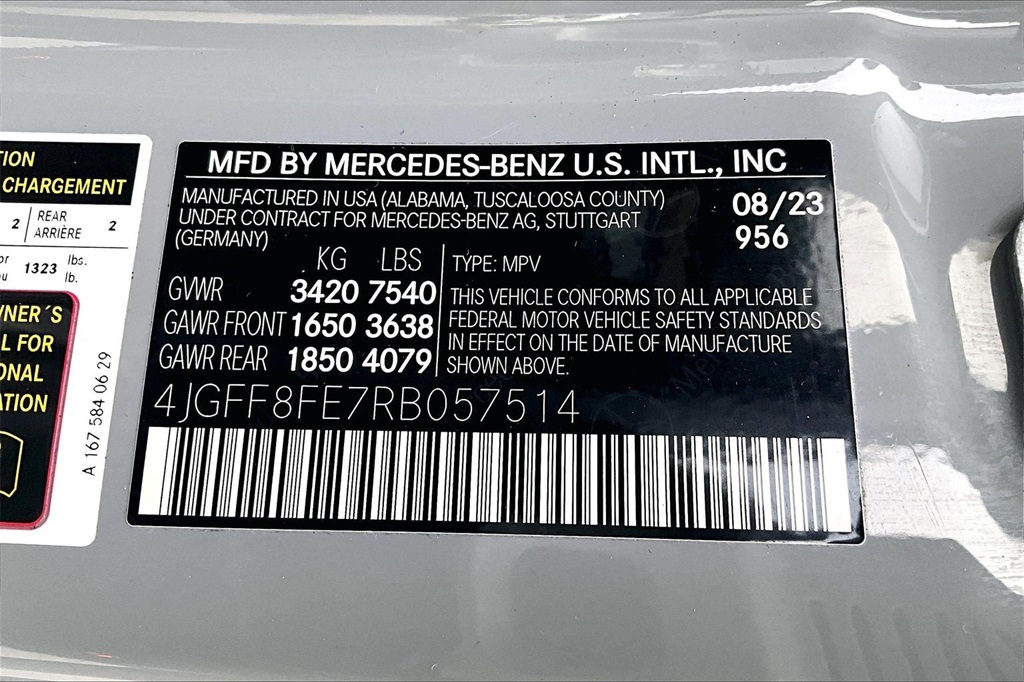 TION
CHARGEMENT
2 REAR 2
ARRIÈRE
or 1323 lbs.
lb.
NER´S
L FOR
ONAL
ATION
A 167 584 06 29
MFD BY MERCEDES-BENZ U.S. INTL., INC
MANUFACTURED IN USA (ALABAMA, TUSCALOOSA COUNTY) 08/23
UNDER CONTRACT FOR MERCEDES-BENZ AG, STUTTGART 956
(GERMANY)
KG LBS TYPE: MPV
GVWR 3420 7540
GAWR FRONT 1650 3638
GAWR REAR 1850 4079
THIS VEHICLE CONFORMS TO ALL APPLICABLE
FEDERAL MOTOR VEHICLE SAFETY STANDARDS
IN EFFECT ON THE DATE OF MANUFACTURE
SHOWN ABOVE.
4JGFF8FE7RB057514